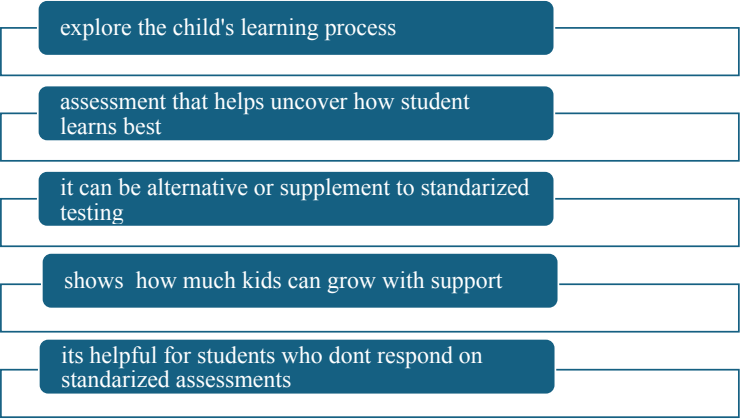 explore the child's learning process
assessment that helps uncover how student
learns best
it can be alternative or supplement to standarized
testing
shows  how much kids can grow with support
its helpful for students who dont respond on
standarized assessments